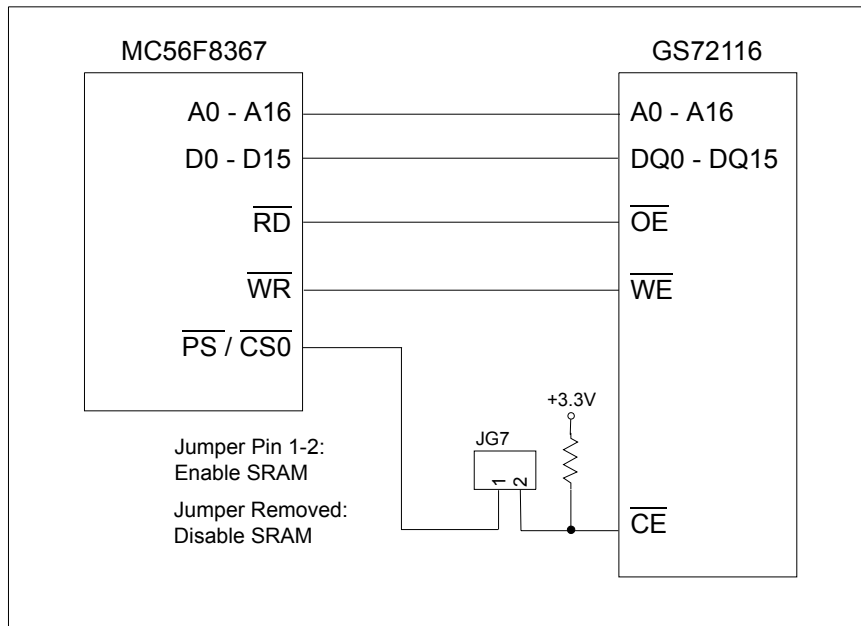 MC56F8367
GS72116
A0 - A16
A0 - A16
D0 - D15
DQ0 - DQ15
RD
OE
WR
WE
PS / CS0
+3.3V
JG7
1
2
Jumper Pin 1-2:
Enable SRAM
Jumper Removed:
Disable SRAM
CE